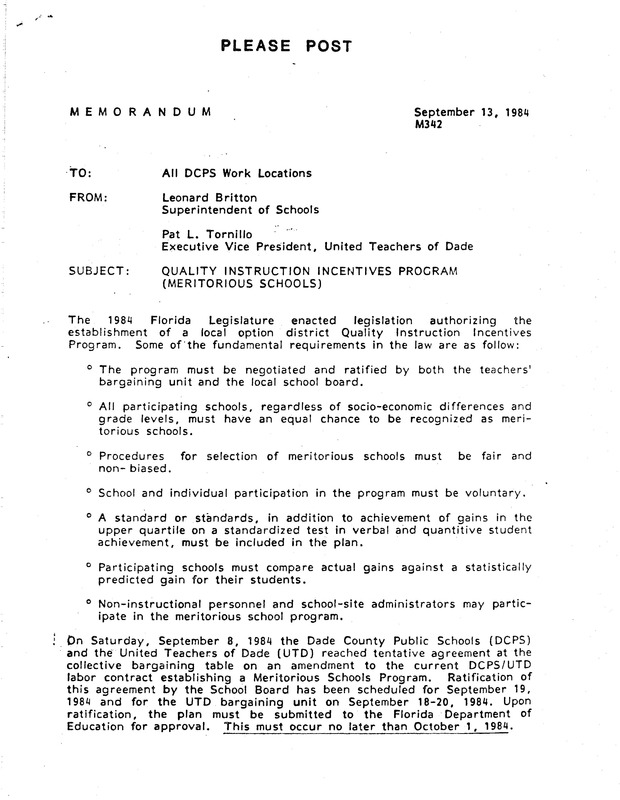 PLEASE POST
MEMORANDUM
September 13, 1984
M342
TO: All DCPS Work Locations
FROM: Leonard Britton
Superintendent of Schools
Pat L. Tornillo
Executive Vice President, United Teachers of Dade
SUBJECT: QUALITY INSTRUCTION INCENTIVES PROGRAM
(MERITORIOUS SCHOOLS)
The 1984 Florida Legislature enacted legislation authorizing the
establishment of a local option district Quality Instruction Incentives
Program. Some of the fundamental requirements in the law are as follow:
° The program must be negotiated and ratified by both the teachers'
bargaining unit and the local school board.
° All participating schools, regardless of socio-economic differences and
grade levels, must have an equal chance to be recognized as meri-
torious schools.
° Procedures for selection of meritorious schools must be fair and
non- biased.
° School and individual participation in the program must be voluntary.
° A standard or standards, in addition to achievement of gains in the
upper quartile on a standardized test in verbal and quantitive student
achievement, must be included in the plan.
° Participating schools must compare actual gains against a statistically
predicted gain for their students.
° Non-instructional personnel and school-site administrators may partic-
ipate in the meritorious school program.
On Saturday, September 8, 1984 the Dade County Public Schools (DCPS)
and the United Teachers of Dade (UTD) reached tentative agreement at the
collective bargaining table on an amendment to the current DCPS/UTD
labor contract establishing a Meritorious Schools Program. Ratification of
this agreement by the School Board has been scheduled for September 19,
1984 and for the UTD bargaining unit on September 18-20, 1984. Upon
ratification, the plan must be submitted to the Florida Department of
Education for approval. This must occur no later than October 1, 1984.